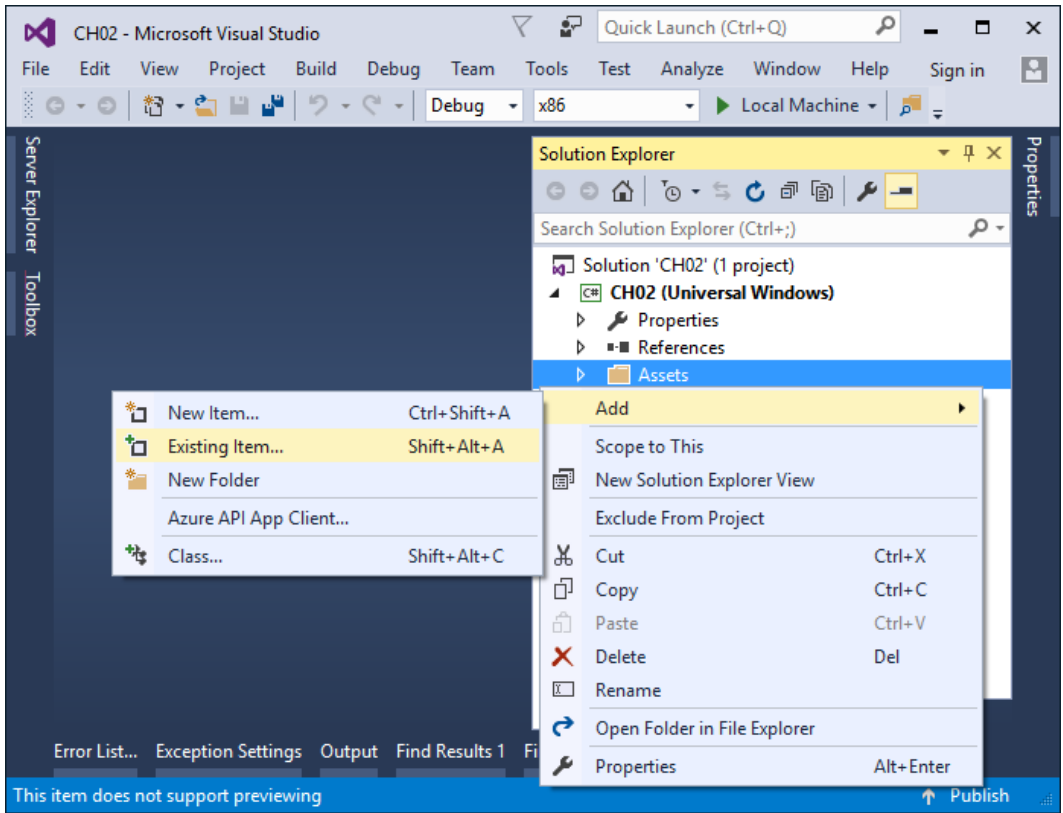 CH02 - Microsoft Visual Studio
Quick Launch (Ctrl+Q)
File Edit View Project Build Debug Team Tools Test Analyze Window Help Sign in
Debug x86 Local Machine
Server Explorer
Toolbox
Solution Explorer
Properties
Search Solution Explorer (Ctrl+;)
Solution 'CH02' (1 project)
C# CH02 (Universal Windows)
Properties
References
Assets
New Item... Ctrl+Shift+A
Existing Item... Shift+Alt+A
New Folder
Azure API App Client...
Class... Shift+Alt+C
Add
Scope to This
New Solution Explorer View
Exclude From Project
Cut Ctrl+X
Copy Ctrl+C
Paste Ctrl+V
Delete Del
Rename
Open Folder in File Explorer
Properties Alt+Enter
Error List... Exception Settings Output Find Results 1
This item does not support previewing Publish